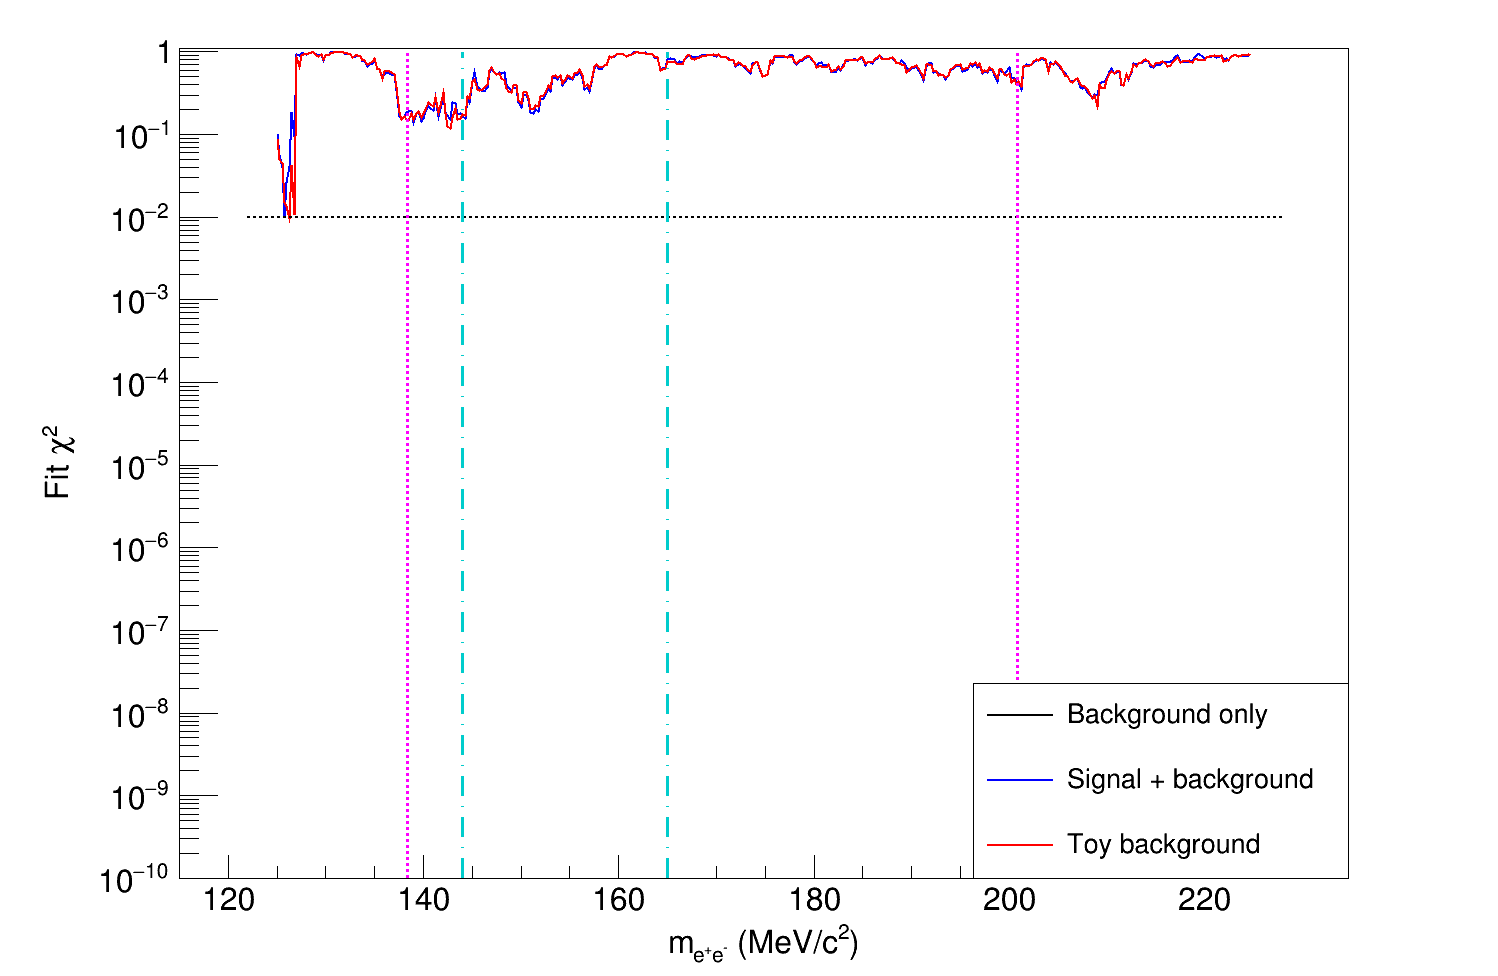 1
10⁻¹
10⁻²
10⁻³
10⁻⁴
10⁻⁵
10⁻⁶
10⁻⁷
10⁻⁸
10⁻⁹
10⁻¹⁰
Fit χ²
Background only
Signal + background
Toy background
120 140 160 180 200 220
m_{e⁺e⁻} (MeV/c²)